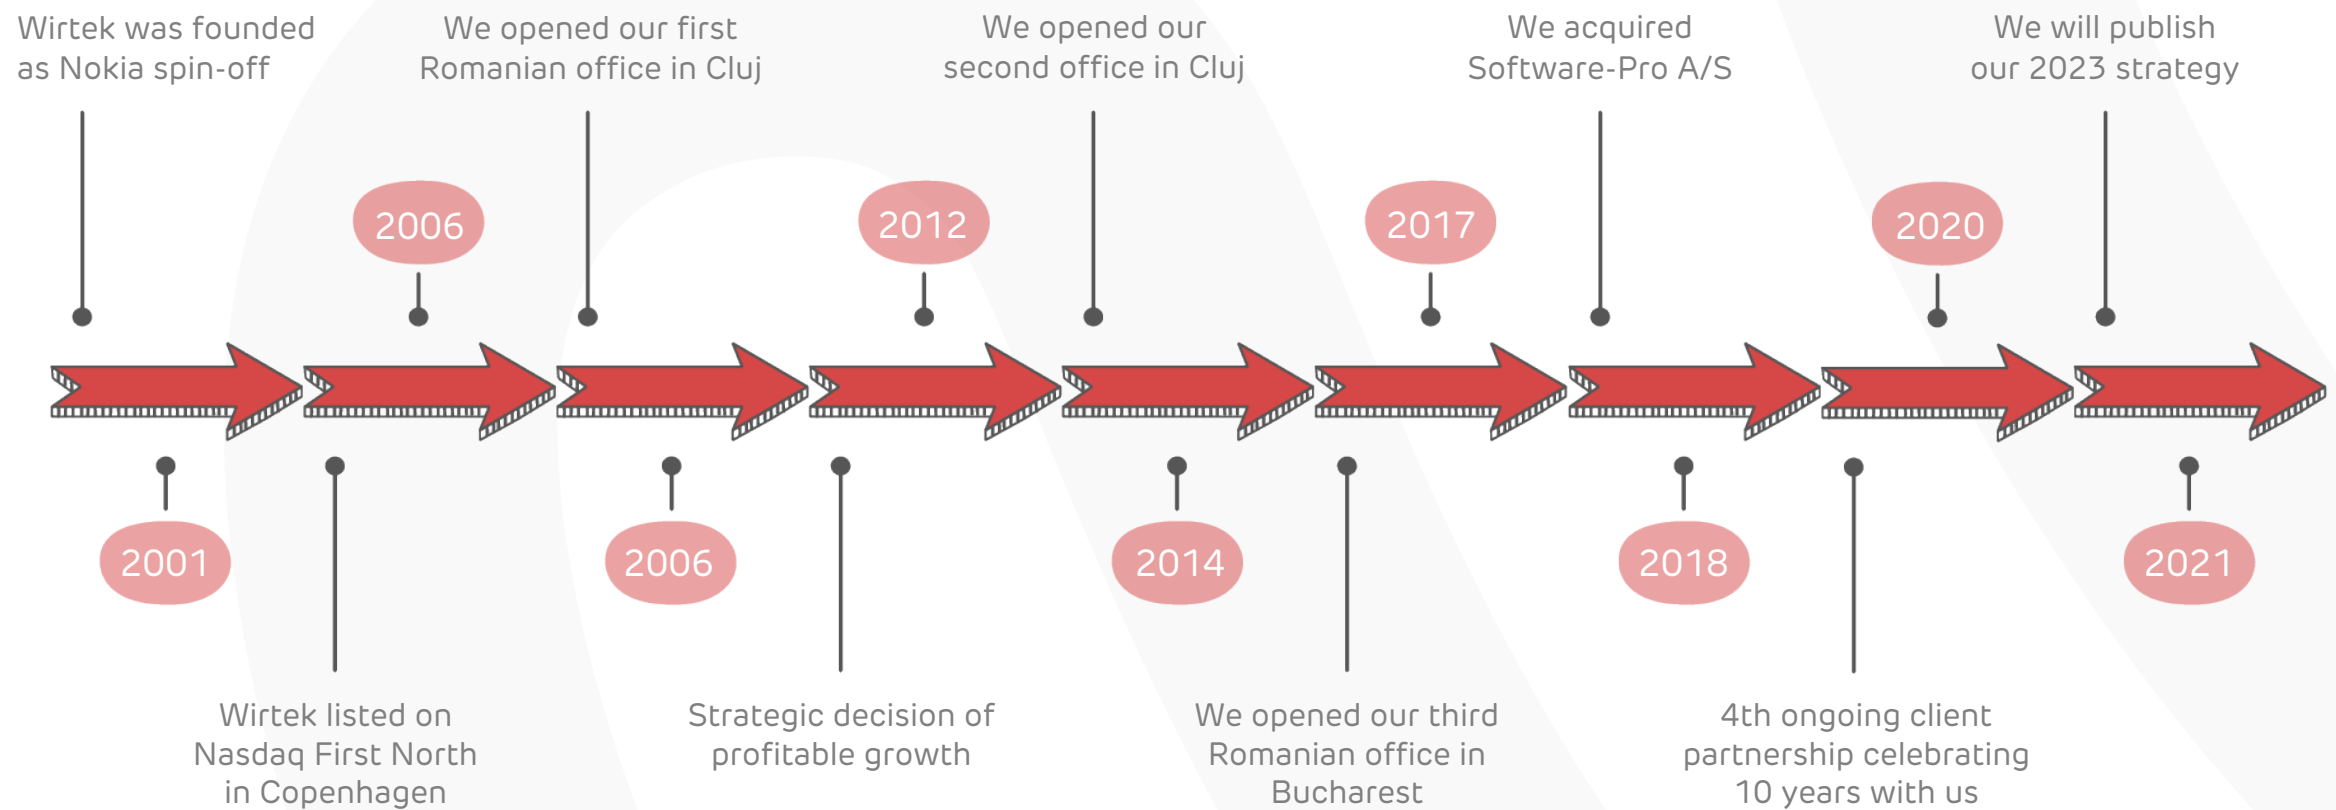 Wirtek was founded
as Nokia spin-off
2001
2006
Wirtek listed on
Nasdaq First North
in Copenhagen
We opened our first
Romanian office in Cluj
2006
2012
Strategic decision of
profitable growth
We opened our
second office in Cluj
2014
2017
We opened our third
Romanian office in
Bucharest
We acquired
Software-Pro A/S
2018
2020
4th ongoing client
partnership celebrating
10 years with us
We will publish
our 2023 strategy
2021